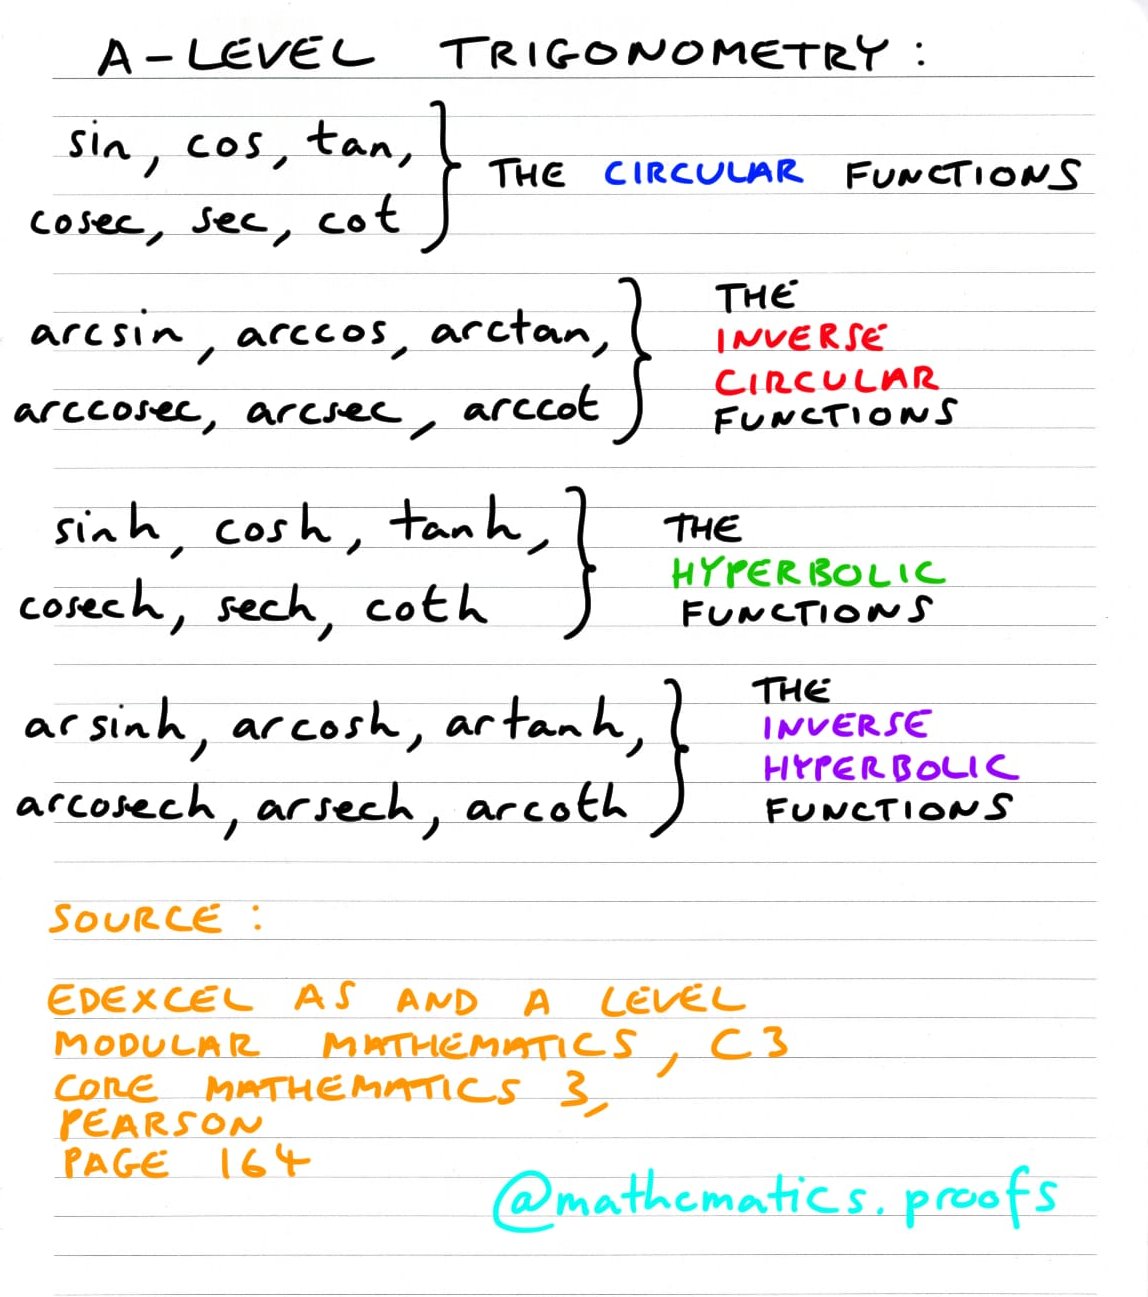 A-LEVEL TRIGONOMETRY:
sin, cos, tan,
cosec, sec, cot
THE CIRCULAR FUNCTIONS
arcsin, arccos, arctan,
arccosec, arcsec, arccot
THE
INVERSE
CIRCULAR
FUNCTIONS
sinh, cosh, tanh,
cosech, sech, coth
THE
HYPERBOLIC
FUNCTIONS
arsinh, arcosh, artanh,
arcosech, arsech, arcoth
THE
INVERSE
HYPERBOLIC
FUNCTIONS
SOURCE:
EDEXCEL AS AND A LEVEL
MODULAR MATHEMATICS, C3
CORE MATHEMATICS 3,
PEARSON
PAGE 164
@mathematics.proofs